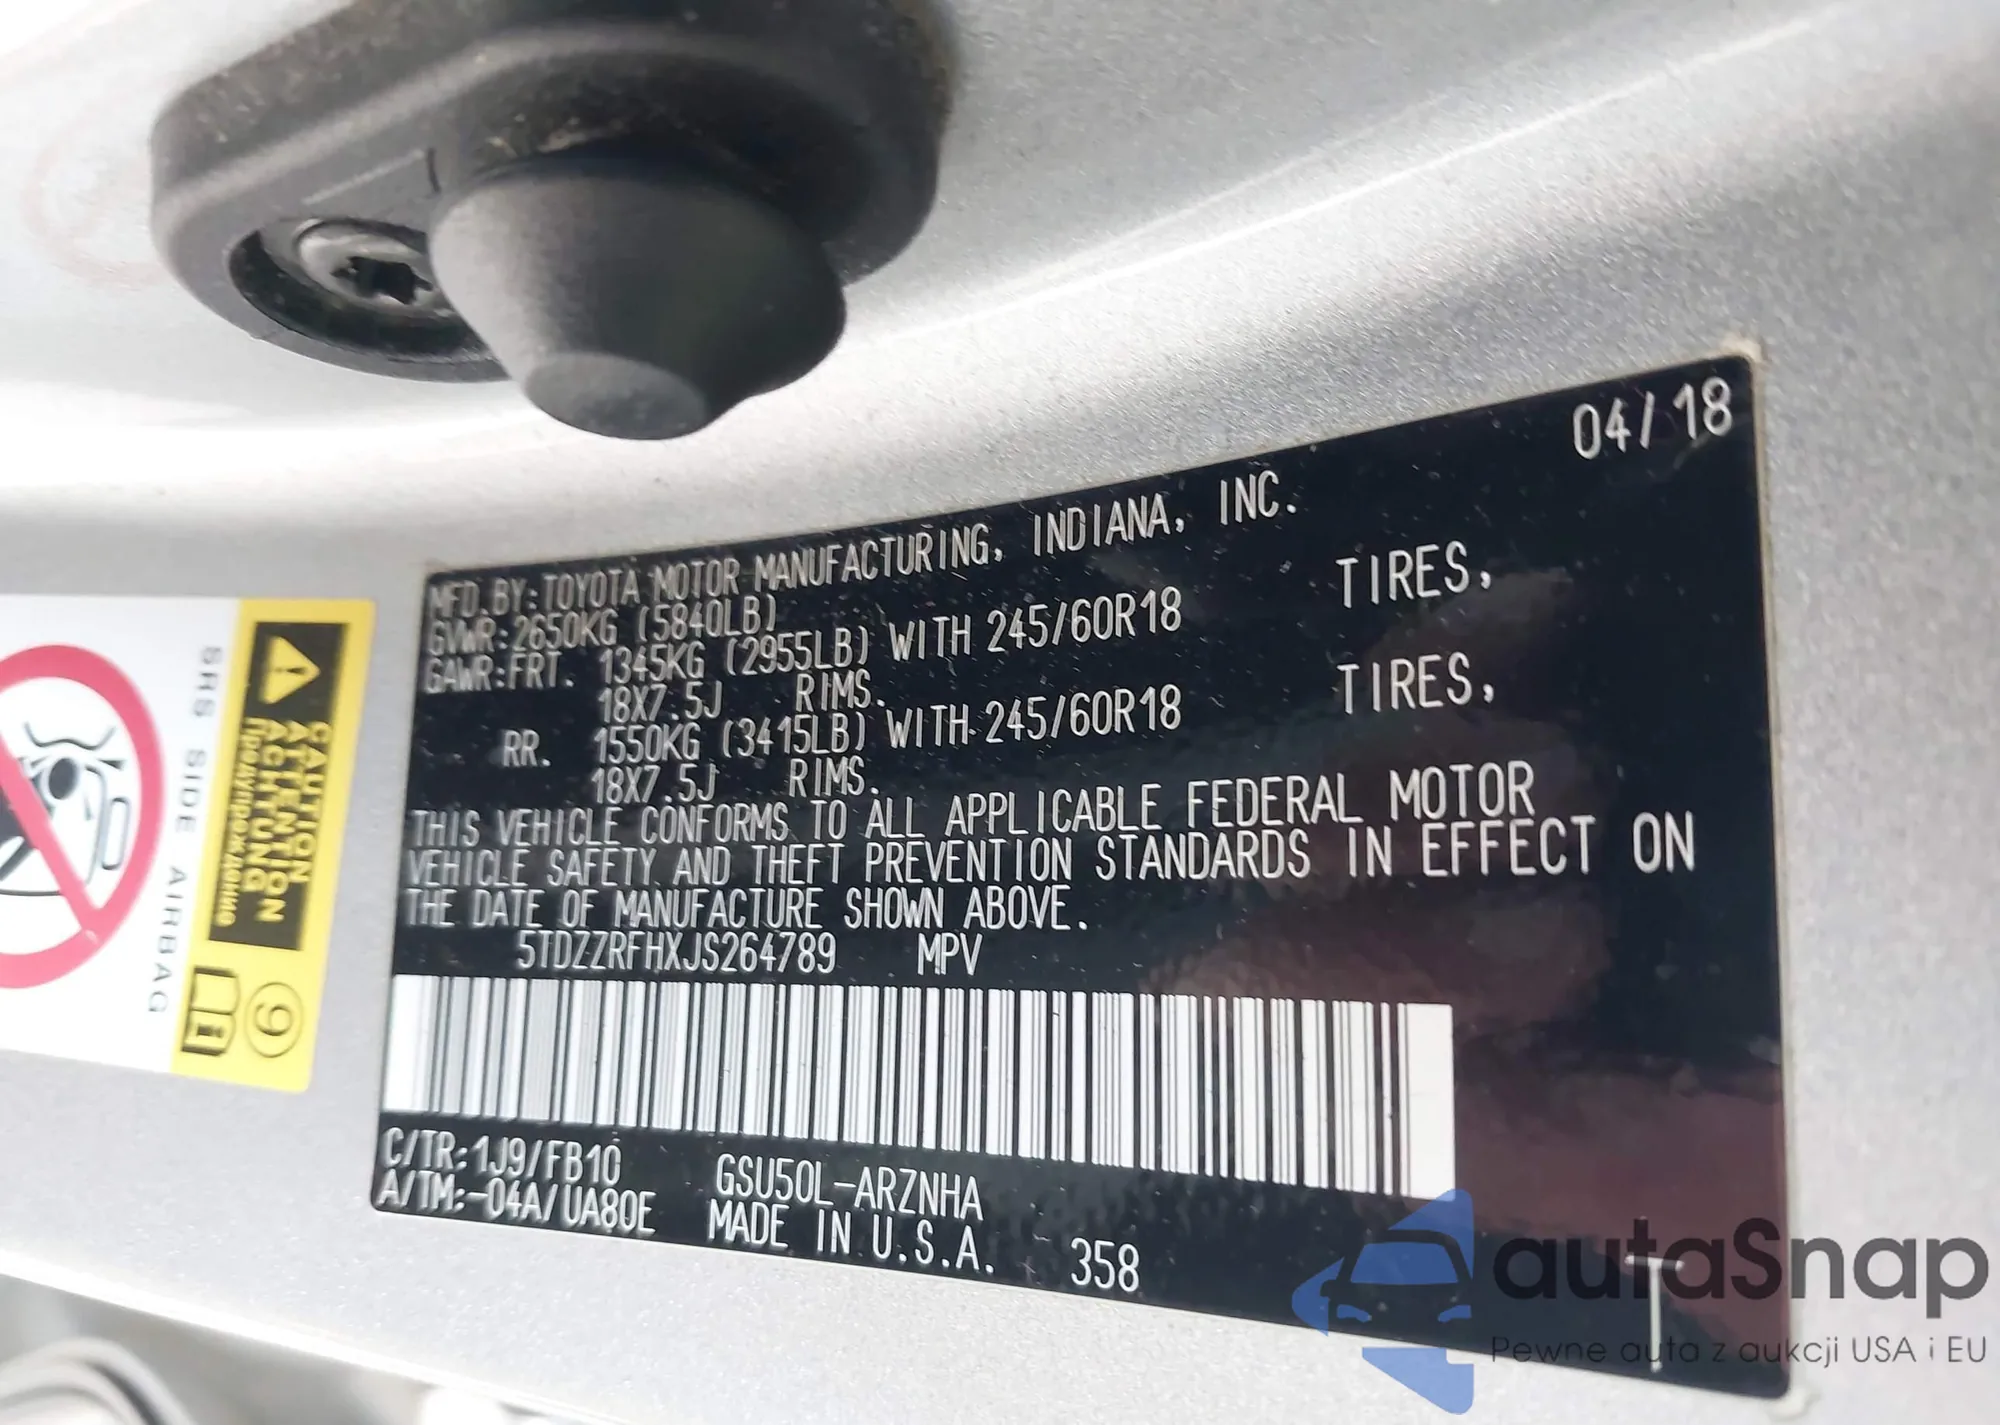 04/18
MFD.BY:TOYOTA MOTOR MANUFACTURING, INDIANA, INC.
GVWR:2650KG (5840LB)
GAWR:FRT. 1345KG (2955LB) WITH 245/60R18 TIRES,
18X7.5J RIMS.
RR. 1550KG (3415LB) WITH 245/60R18 TIRES,
18X7.5J RIMS.
THIS VEHICLE CONFORMS TO ALL APPLICABLE FEDERAL MOTOR
VEHICLE SAFETY AND THEFT PREVENTION STANDARDS IN EFFECT ON
THE DATE OF MANUFACTURE SHOWN ABOVE.
5TDZZRFHXJS264789 MPV
C/TR:1J9/FB10 GSU50L-ARZNHA
A/TM:-04A/UA80E MADE IN U.S.A. 358
T
SRS SIDE AIRBAG
CAUTION
ATTENTION
ACHTUNG
9
i
autaSnap
Pewne auta z aukcji USA i EU